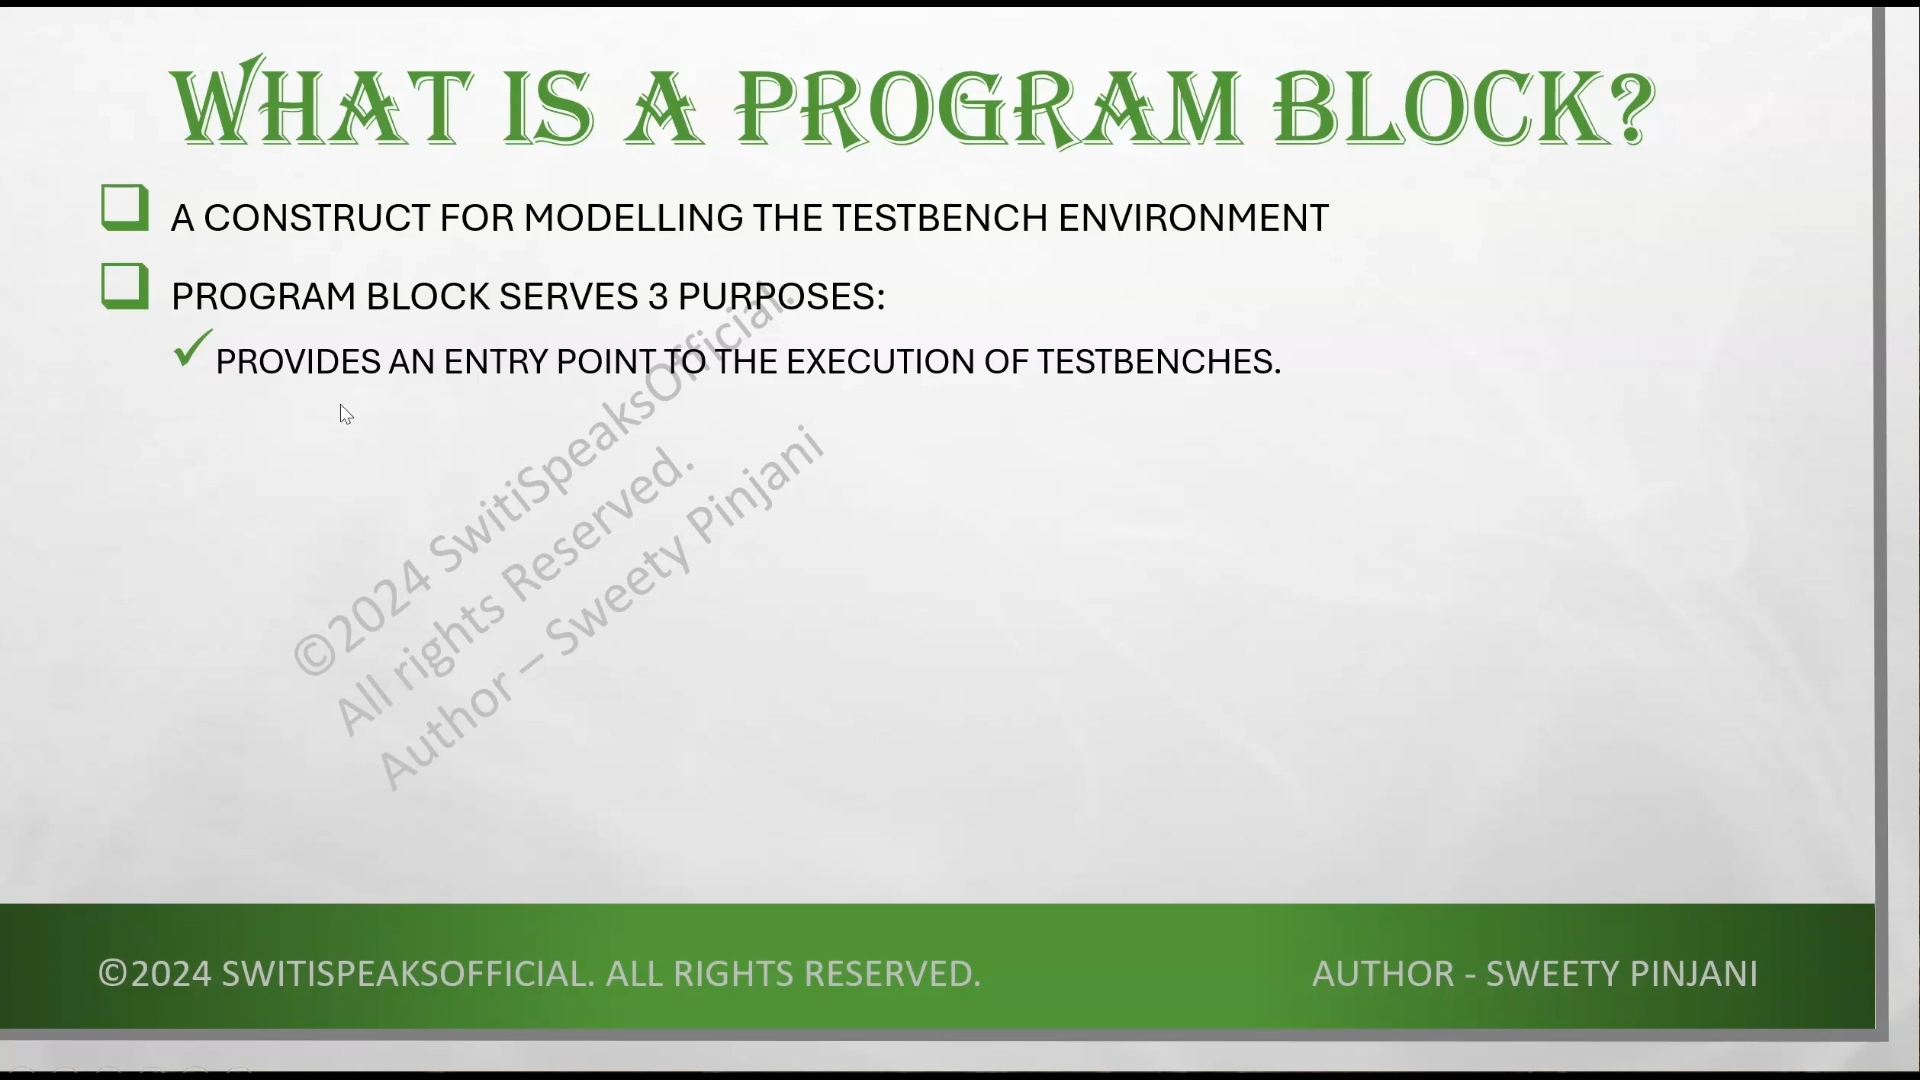 WHAT IS A PROGRAM BLOCK?
A CONSTRUCT FOR MODELLING THE TESTBENCH ENVIRONMENT
PROGRAM BLOCK SERVES 3 PURPOSES:
PROVIDES AN ENTRY POINT TO THE EXECUTION OF TESTBENCHES.
©2024 SwitiSpeaksOfficial.
All rights Reserved.
Author – Sweety Pinjani
©2024 SWITISPEAKSOFFICIAL. ALL RIGHTS RESERVED.
AUTHOR - SWEETY PINJANI